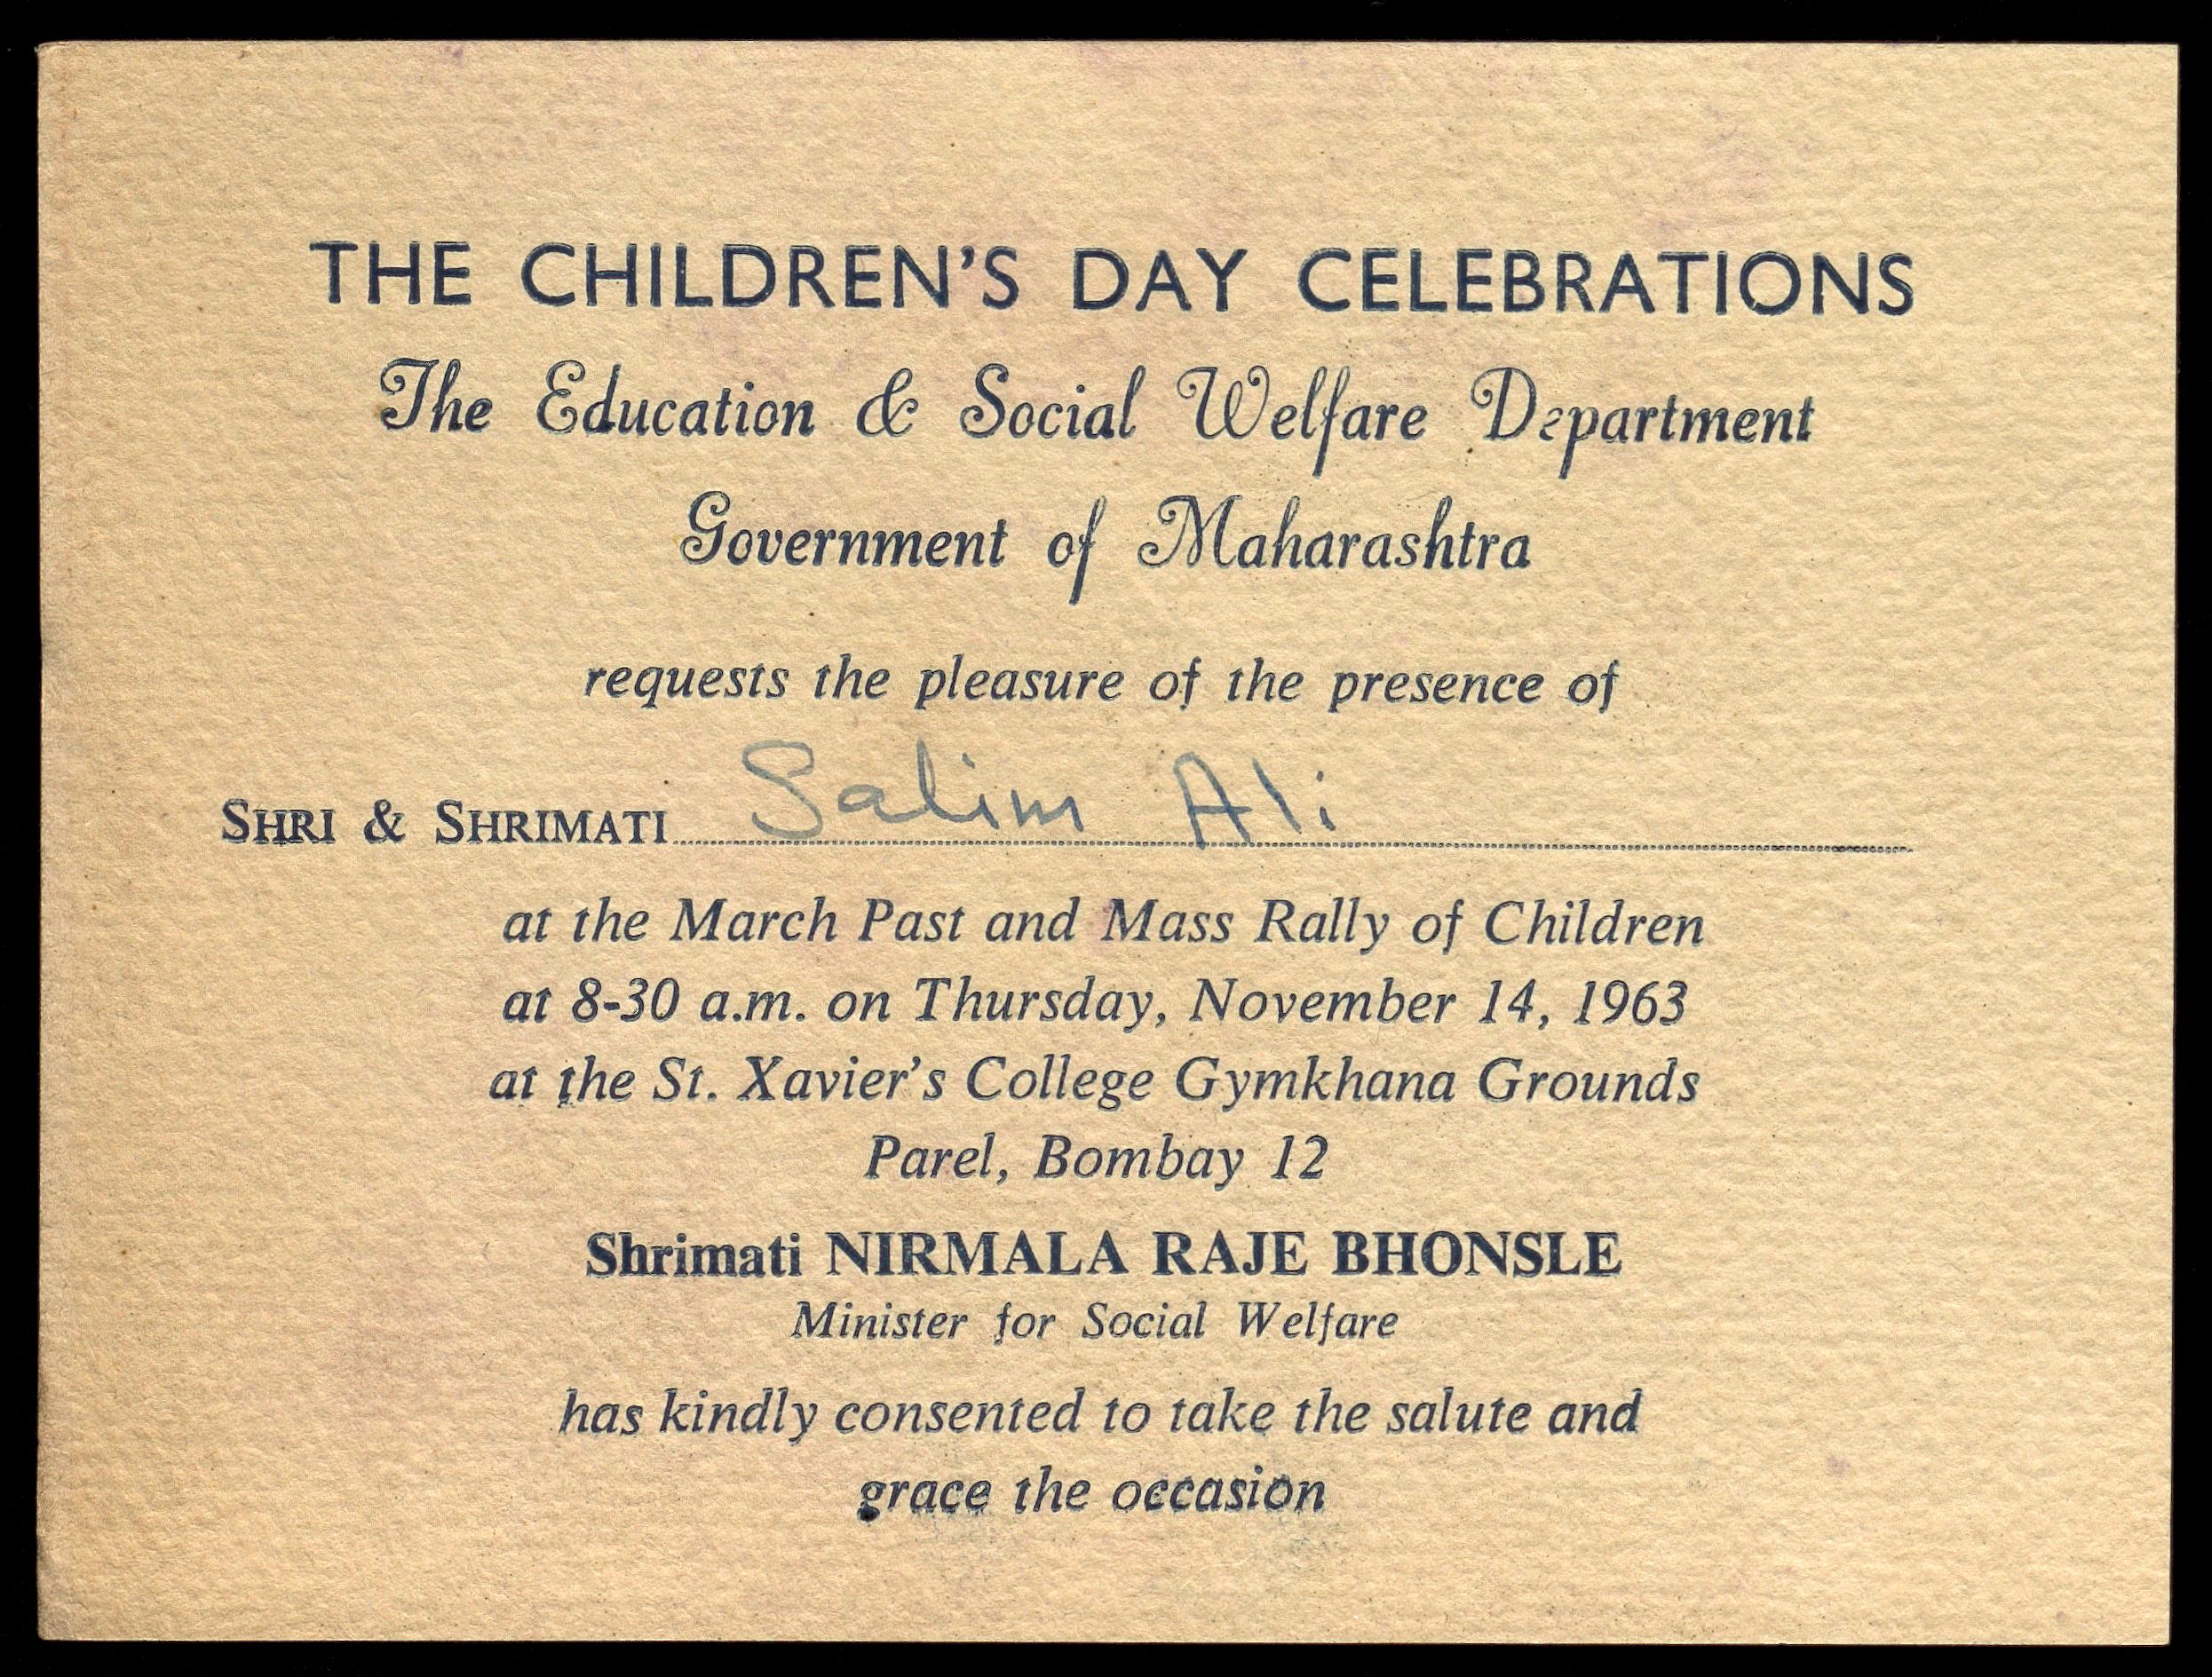 THE CHILDREN'S DAY CELEBRATIONS
The Education & Social Welfare Department
Government of Maharashtra
requests the pleasure of the presence of
SHRI & SHRIMATI Salim Ali
at the March Past and Mass Rally of Children
at 8-30 a.m. on Thursday, November 14, 1963
at the St. Xavier's College Gymkhana Grounds
Parel, Bombay 12
Shrimati NIRMALA RAJE BHONSLE
Minister for Social Welfare
has kindly consented to take the salute and
grace the occasion